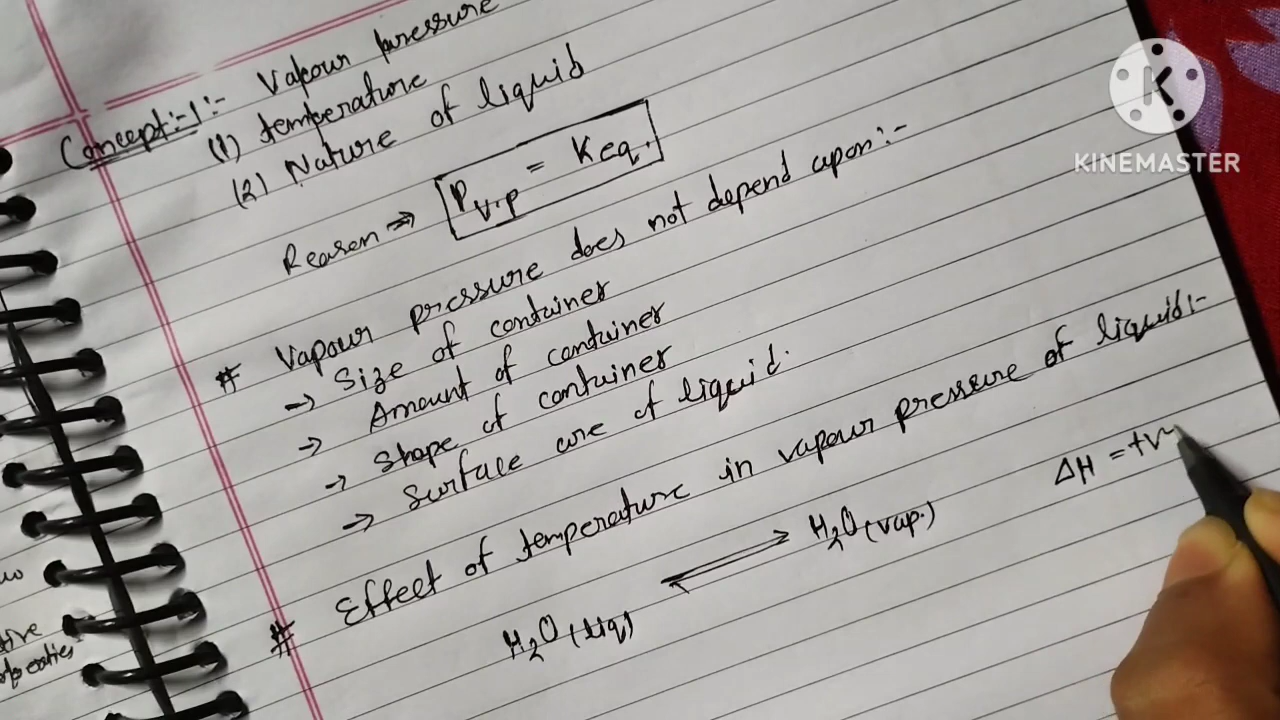 Concept:-1:- Vapour pressure
(1) temperature
(2) Nature of liquid
Reason ⇒ P v.p = Keq.
# Vapour pressure does not depend upon:-
→ Size of container
→ Amount of container
→ Shape of container
→ Surface are of liquid.
# Effect of temperature in vapour pressure of liquid:-
H2O (liq) ⇌ H2O (vap.) ΔH = +v
KINEMASTER